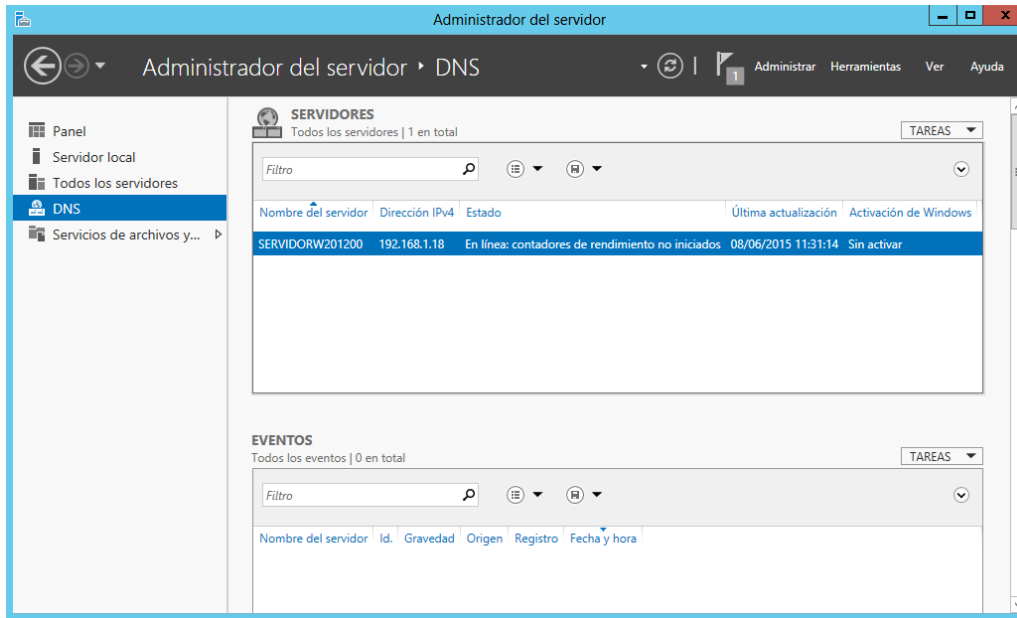 Administrador del servidor
Administrador del servidor DNS
1
Administrar Herramientas Ver Ayuda
Panel
Servidor local
Todos los servidores
DNS
Servicios de archivos y...
SERVIDORES
Todos los servidores | 1 en total
TAREAS
Filtro
Nombre del servidor Dirección IPv4 Estado Última actualización Activación de Windows
SERVIDORW201200 192.168.1.18 En línea: contadores de rendimiento no iniciados 08/06/2015 11:31:14 Sin activar
EVENTOS
Todos los eventos | 0 en total
TAREAS
Filtro
Nombre del servidor Id. Gravedad Origen Registro Fecha y hora